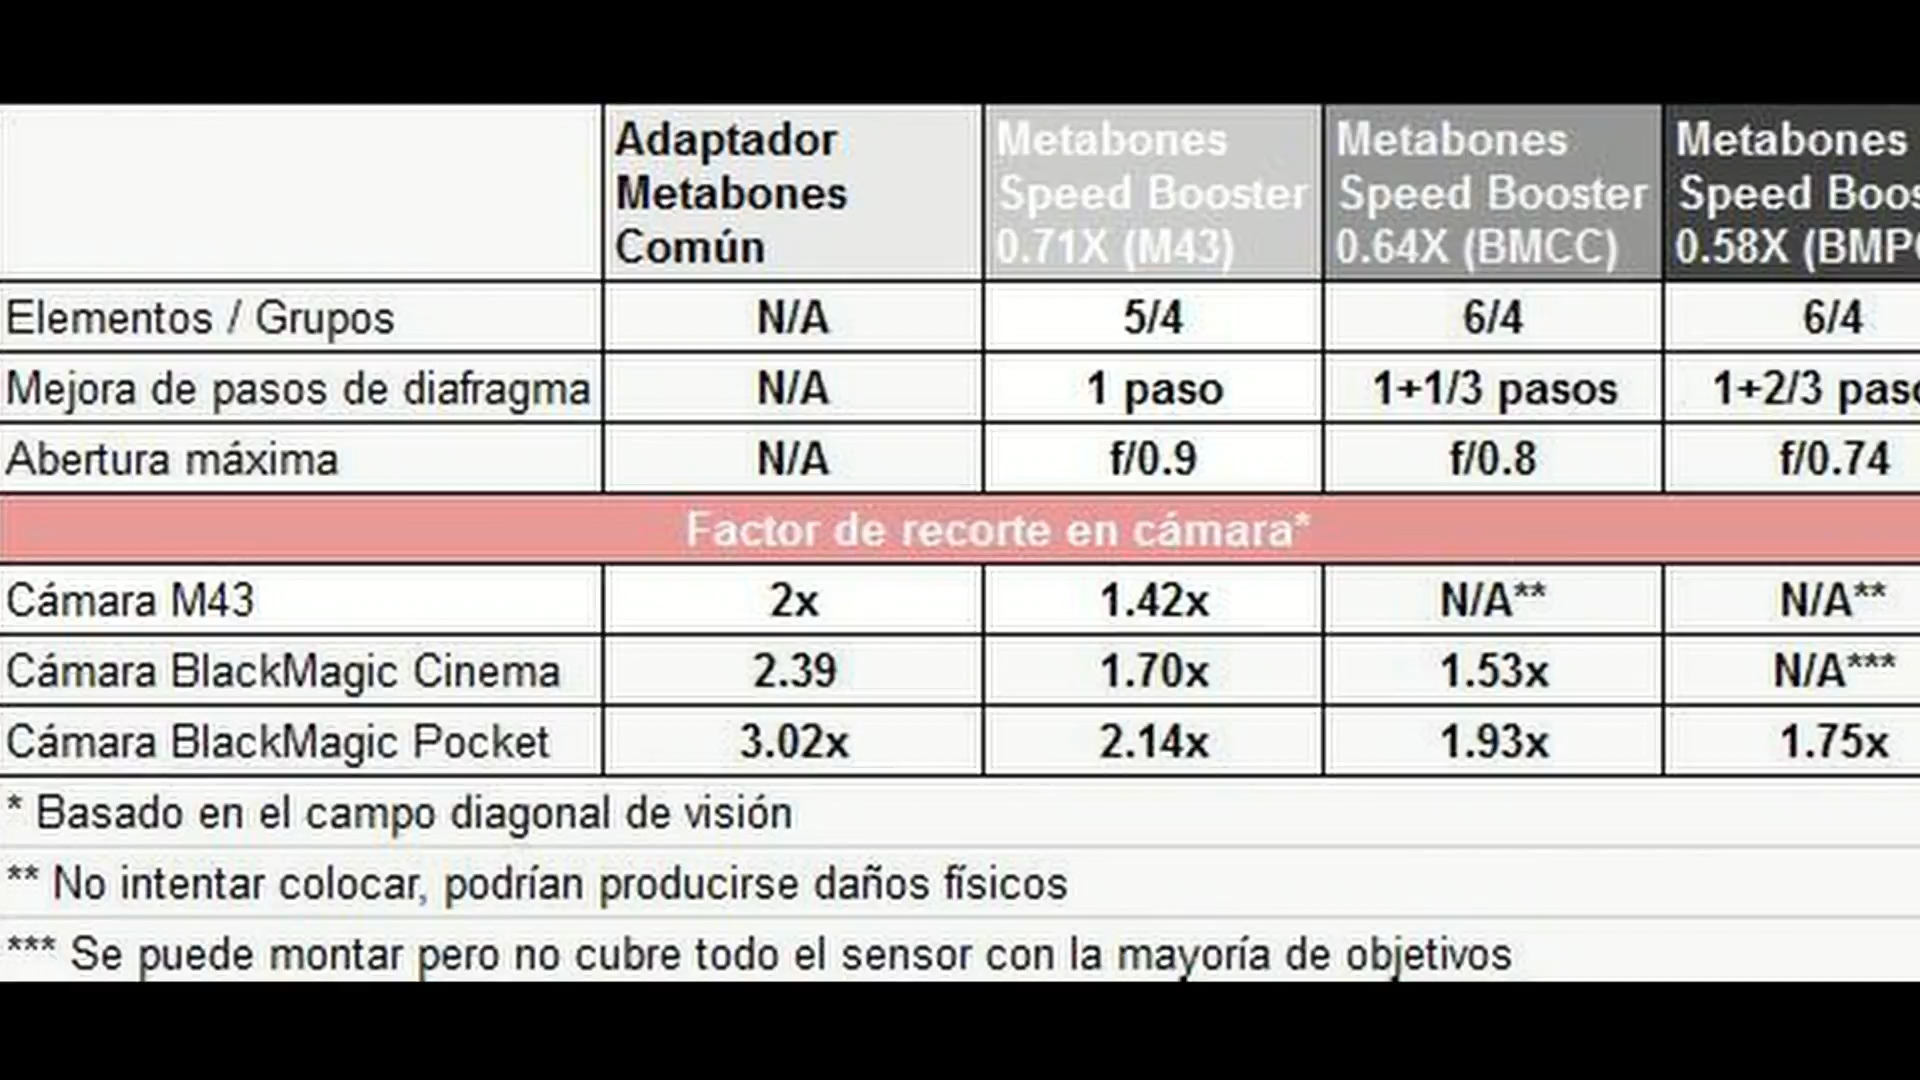 Adaptador Metabones Común
Metabones Speed Booster 0.71X (M43)
Metabones Speed Booster 0.64X (BMCC)
Metabones Speed Boos 0.58X (BMP
Elementos / Grupos N/A 5/4 6/4 6/4
Mejora de pasos de diafragma N/A 1 paso 1+1/3 pasos 1+2/3 paso
Abertura máxima N/A f/0.9 f/0.8 f/0.74
Factor de recorte en cámara*
Cámara M43 2x 1.42x N/A** N/A**
Cámara BlackMagic Cinema 2.39 1.70x 1.53x N/A***
Cámara BlackMagic Pocket 3.02x 2.14x 1.93x 1.75x
* Basado en el campo diagonal de visión
** No intentar colocar, podrían producirse daños físicos
*** Se puede montar pero no cubre todo el sensor con la mayoría de objetivos